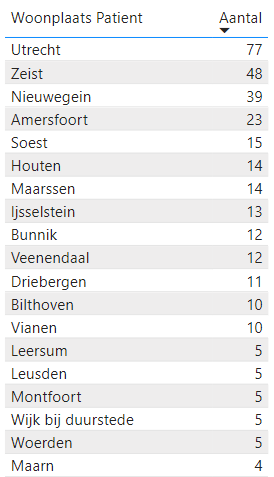 Woonplaats Patient Aantal
Utrecht 77
Zeist 48
Nieuwegein 39
Amersfoort 23
Soest 15
Houten 14
Maarssen 14
Ijsselstein 13
Bunnik 12
Veenendaal 12
Driebergen 11
Bilthoven 10
Vianen 10
Leersum 5
Leusden 5
Montfoort 5
Wijk bij duurstede 5
Woerden 5
Maarn 4